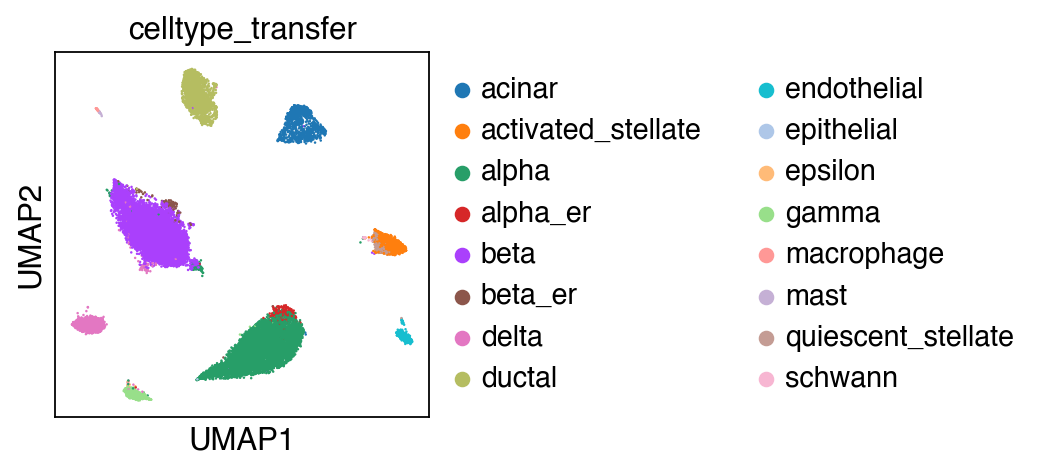 celltype_transfer
UMAP2
UMAP1
acinar
activated_stellate
alpha
alpha_er
beta
beta_er
delta
ductal
endothelial
epithelial
epsilon
gamma
macrophage
mast
quiescent_stellate
schwann